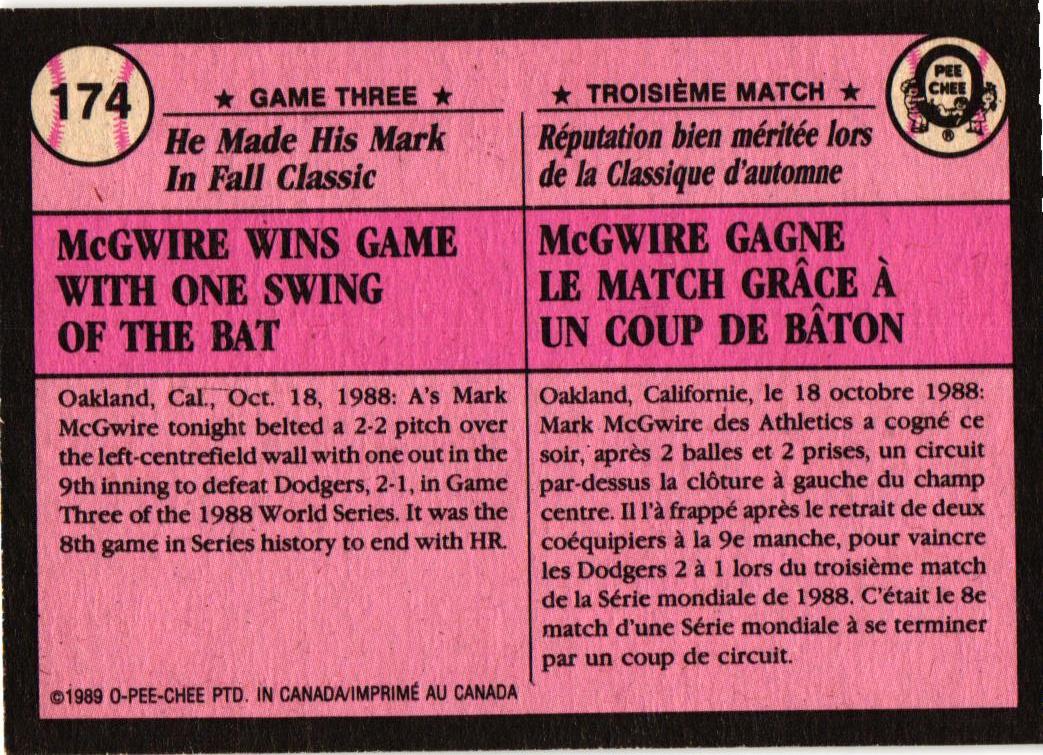 174
★ GAME THREE ★
He Made His Mark
In Fall Classic
McGWIRE WINS GAME
WITH ONE SWING
OF THE BAT
Oakland, Cal., Oct. 18, 1988: A's Mark
McGwire tonight belted a 2-2 pitch over
the left-centrefield wall with one out in the
9th inning to defeat Dodgers, 2-1, in Game
Three of the 1988 World Series. It was the
8th game in Series history to end with HR.
©1989 O-PEE-CHEE PTD. IN CANADA/IMPRIMÉ AU CANADA
PEE
CHEE
®
★ TROISIÈME MATCH ★
Réputation bien méritée lors
de la Classique d'automne
McGWIRE GAGNE
LE MATCH GRÂCE À
UN COUP DE BÂTON
Oakland, Californie, le 18 octobre 1988:
Mark McGwire des Athletics a cogné ce
soir, après 2 balles et 2 prises, un circuit
par-dessus la clôture à gauche du champ
centre. Il l'à frappé après le retrait de deux
coéquipiers à la 9e manche, pour vaincre
les Dodgers 2 à 1 lors du troisième match
de la Série mondiale de 1988. C'était le 8e
match d'une Série mondiale à se terminer
par un coup de circuit.